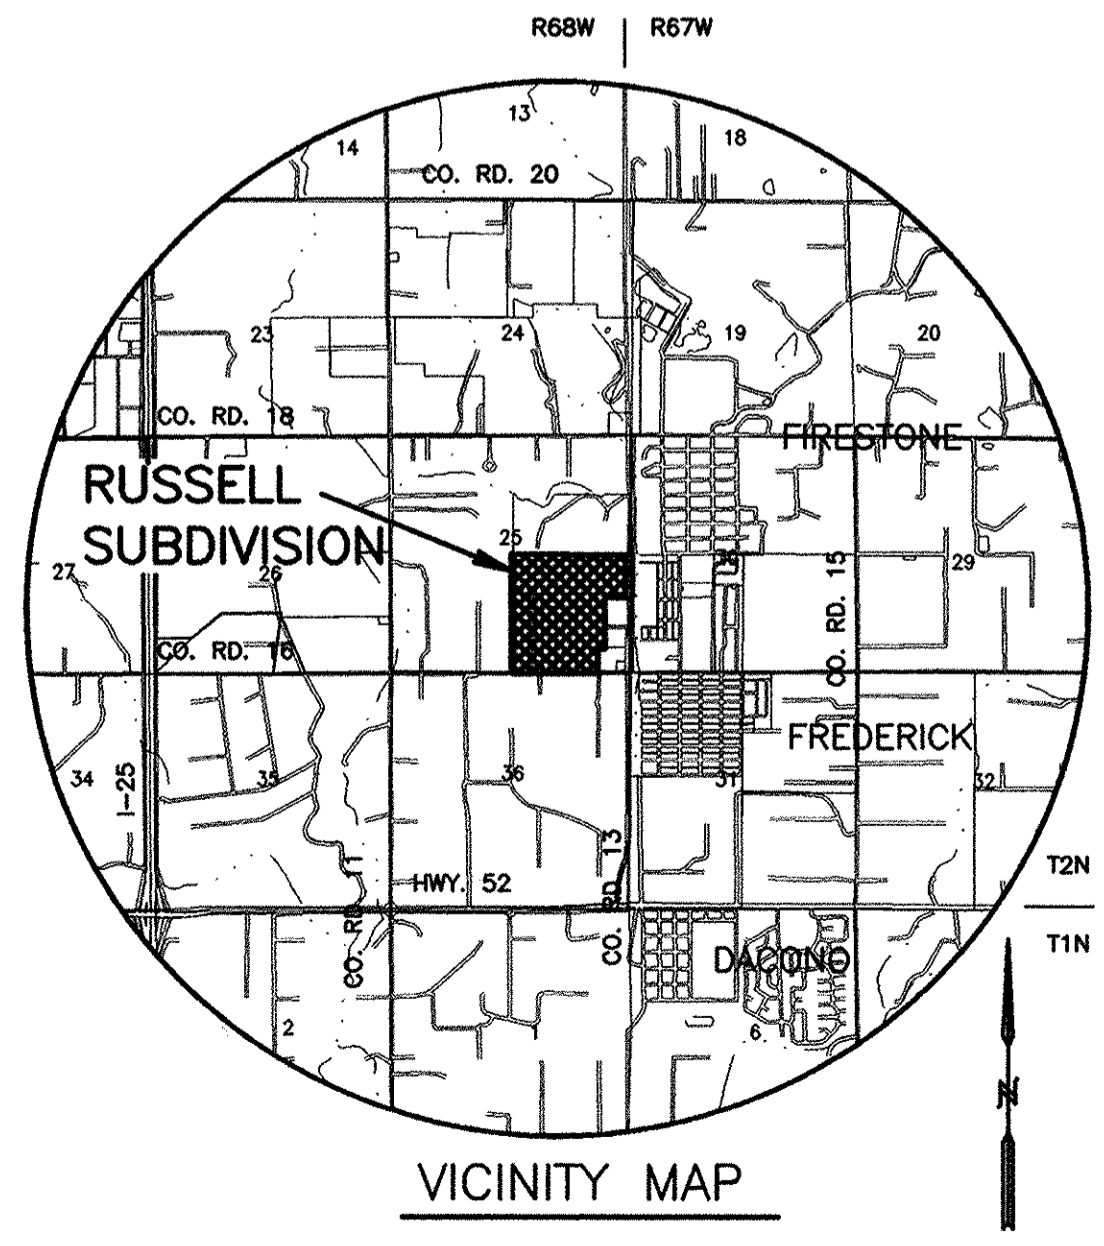 R68W
R67W
13
14
18
CO. RD. 20
23
24
19
20
CO. RD. 18
FIRESTONE
RUSSELL
SUBDIVISION
25
27
26
30
29
CO. RD. 15
CO. RD. 16
FREDERICK
34
35
36
31
32
I-25
CO. RD. 11
HWY. 52
CO. RD. 13
T2N
T1N
DACONO
2
6
N
VICINITY MAP